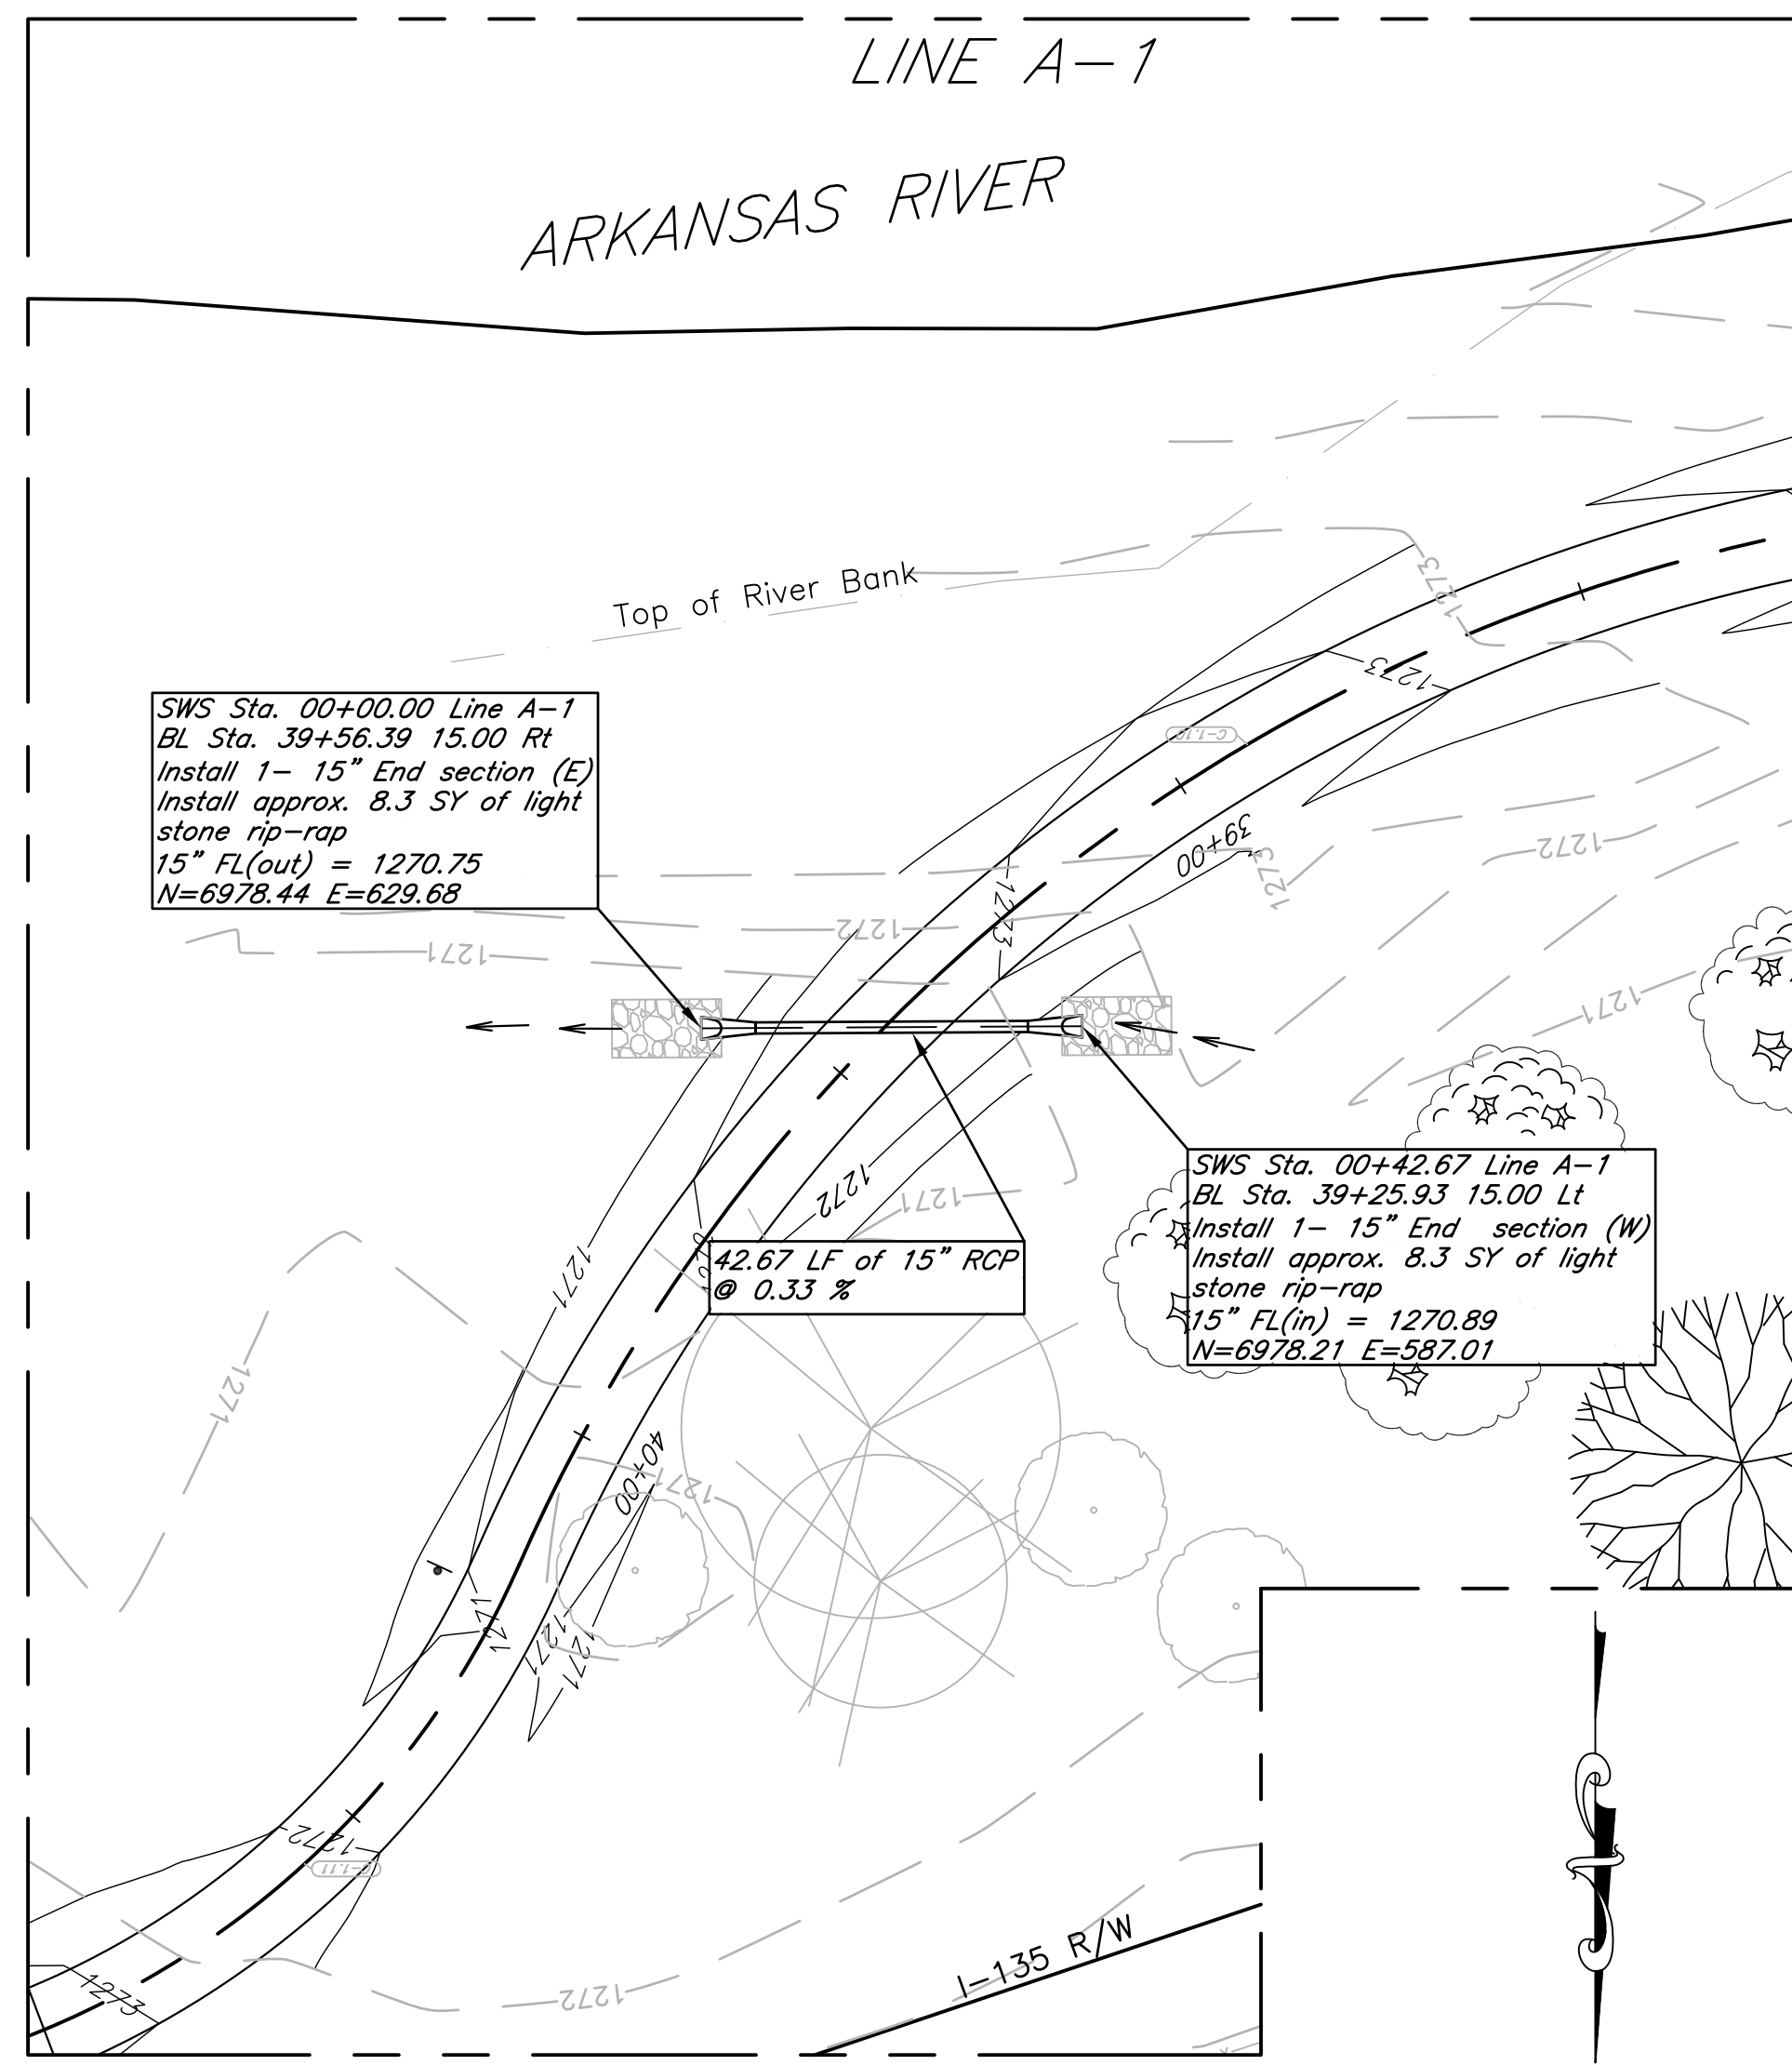 LINE A-1
ARKANSAS RIVER
Top of River Bank
1273
1273
C-1.10
SWS Sta. 00+00.00 Line A-1
BL Sta. 39+56.39 15.00 Rt
Install 1- 15" End section (E)
Install approx. 8.3 SY of light
stone rip-rap
15" FL(out) = 1270.75
N=6978.44 E=629.68
39+00
1272
1273
1273
1272
1271
1271
SWS Sta. 00+42.67 Line A-1
BL Sta. 39+25.93 15.00 Lt
Install 1- 15" End section (W)
Install approx. 8.3 SY of light
stone rip-rap
15" FL(in) = 1270.89
N=6978.21 E=587.01
1272
1271
42.67 LF of 15" RCP
@ 0.33 %
1271
1271
40+00
1271
1271
1271
1272
C-1.11
I-135 R/W
1273
1272